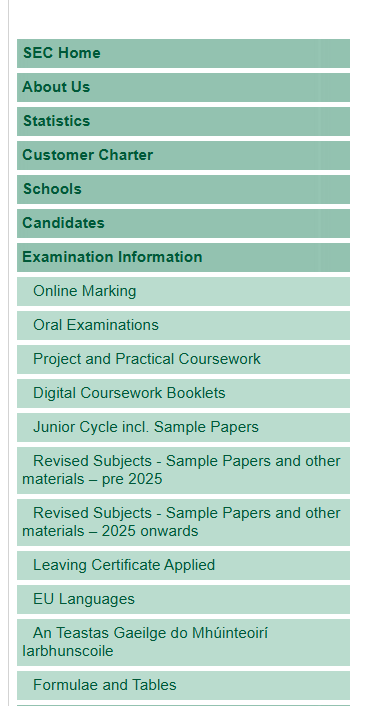 SEC Home
About Us
Statistics
Customer Charter
Schools
Candidates
Examination Information
Online Marking
Oral Examinations
Project and Practical Coursework
Digital Coursework Booklets
Junior Cycle incl. Sample Papers
Revised Subjects - Sample Papers and other
materials – pre 2025
Revised Subjects - Sample Papers and other
materials – 2025 onwards
Leaving Certificate Applied
EU Languages
An Teastas Gaeilge do Mhúinteoirí
Iarbhunscoile
Formulae and Tables